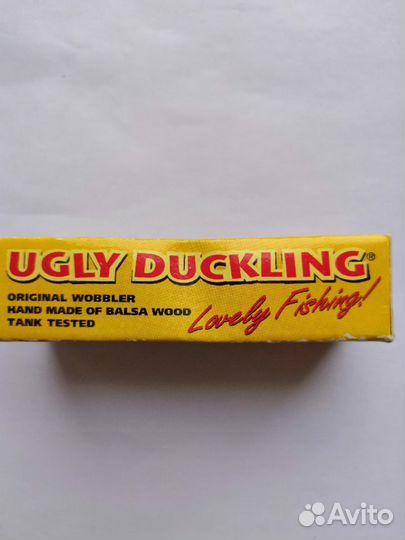 UGLY DUCKLING®
ORIGINAL WOBBLER
HAND MADE OF BALSA WOOD
TANK TESTED
Lovely Fishing!
Avito